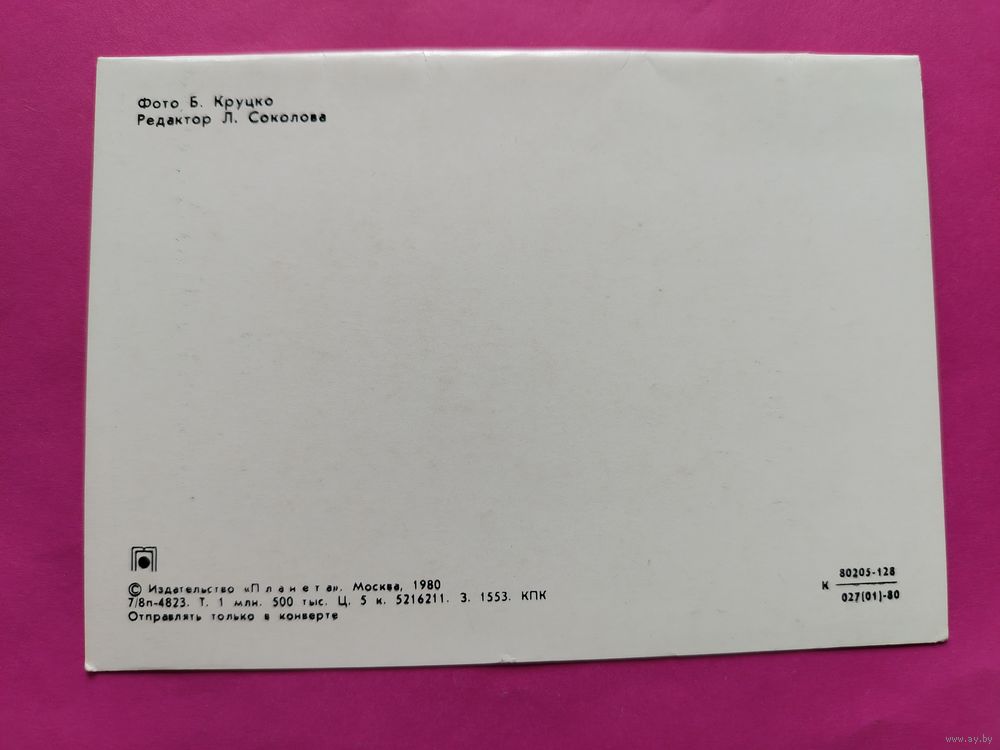 Фото Б. Круцко
Редактор Л. Соколова
© Издательство «Планета». Москва, 1980
7/8п-4823. Т. 1 млн. 500 тыс. Ц. 5 к. 5216211. З. 1553. КПК
Отправлять только в конверте
К 80205-128
027(01)-80
www.ay.by